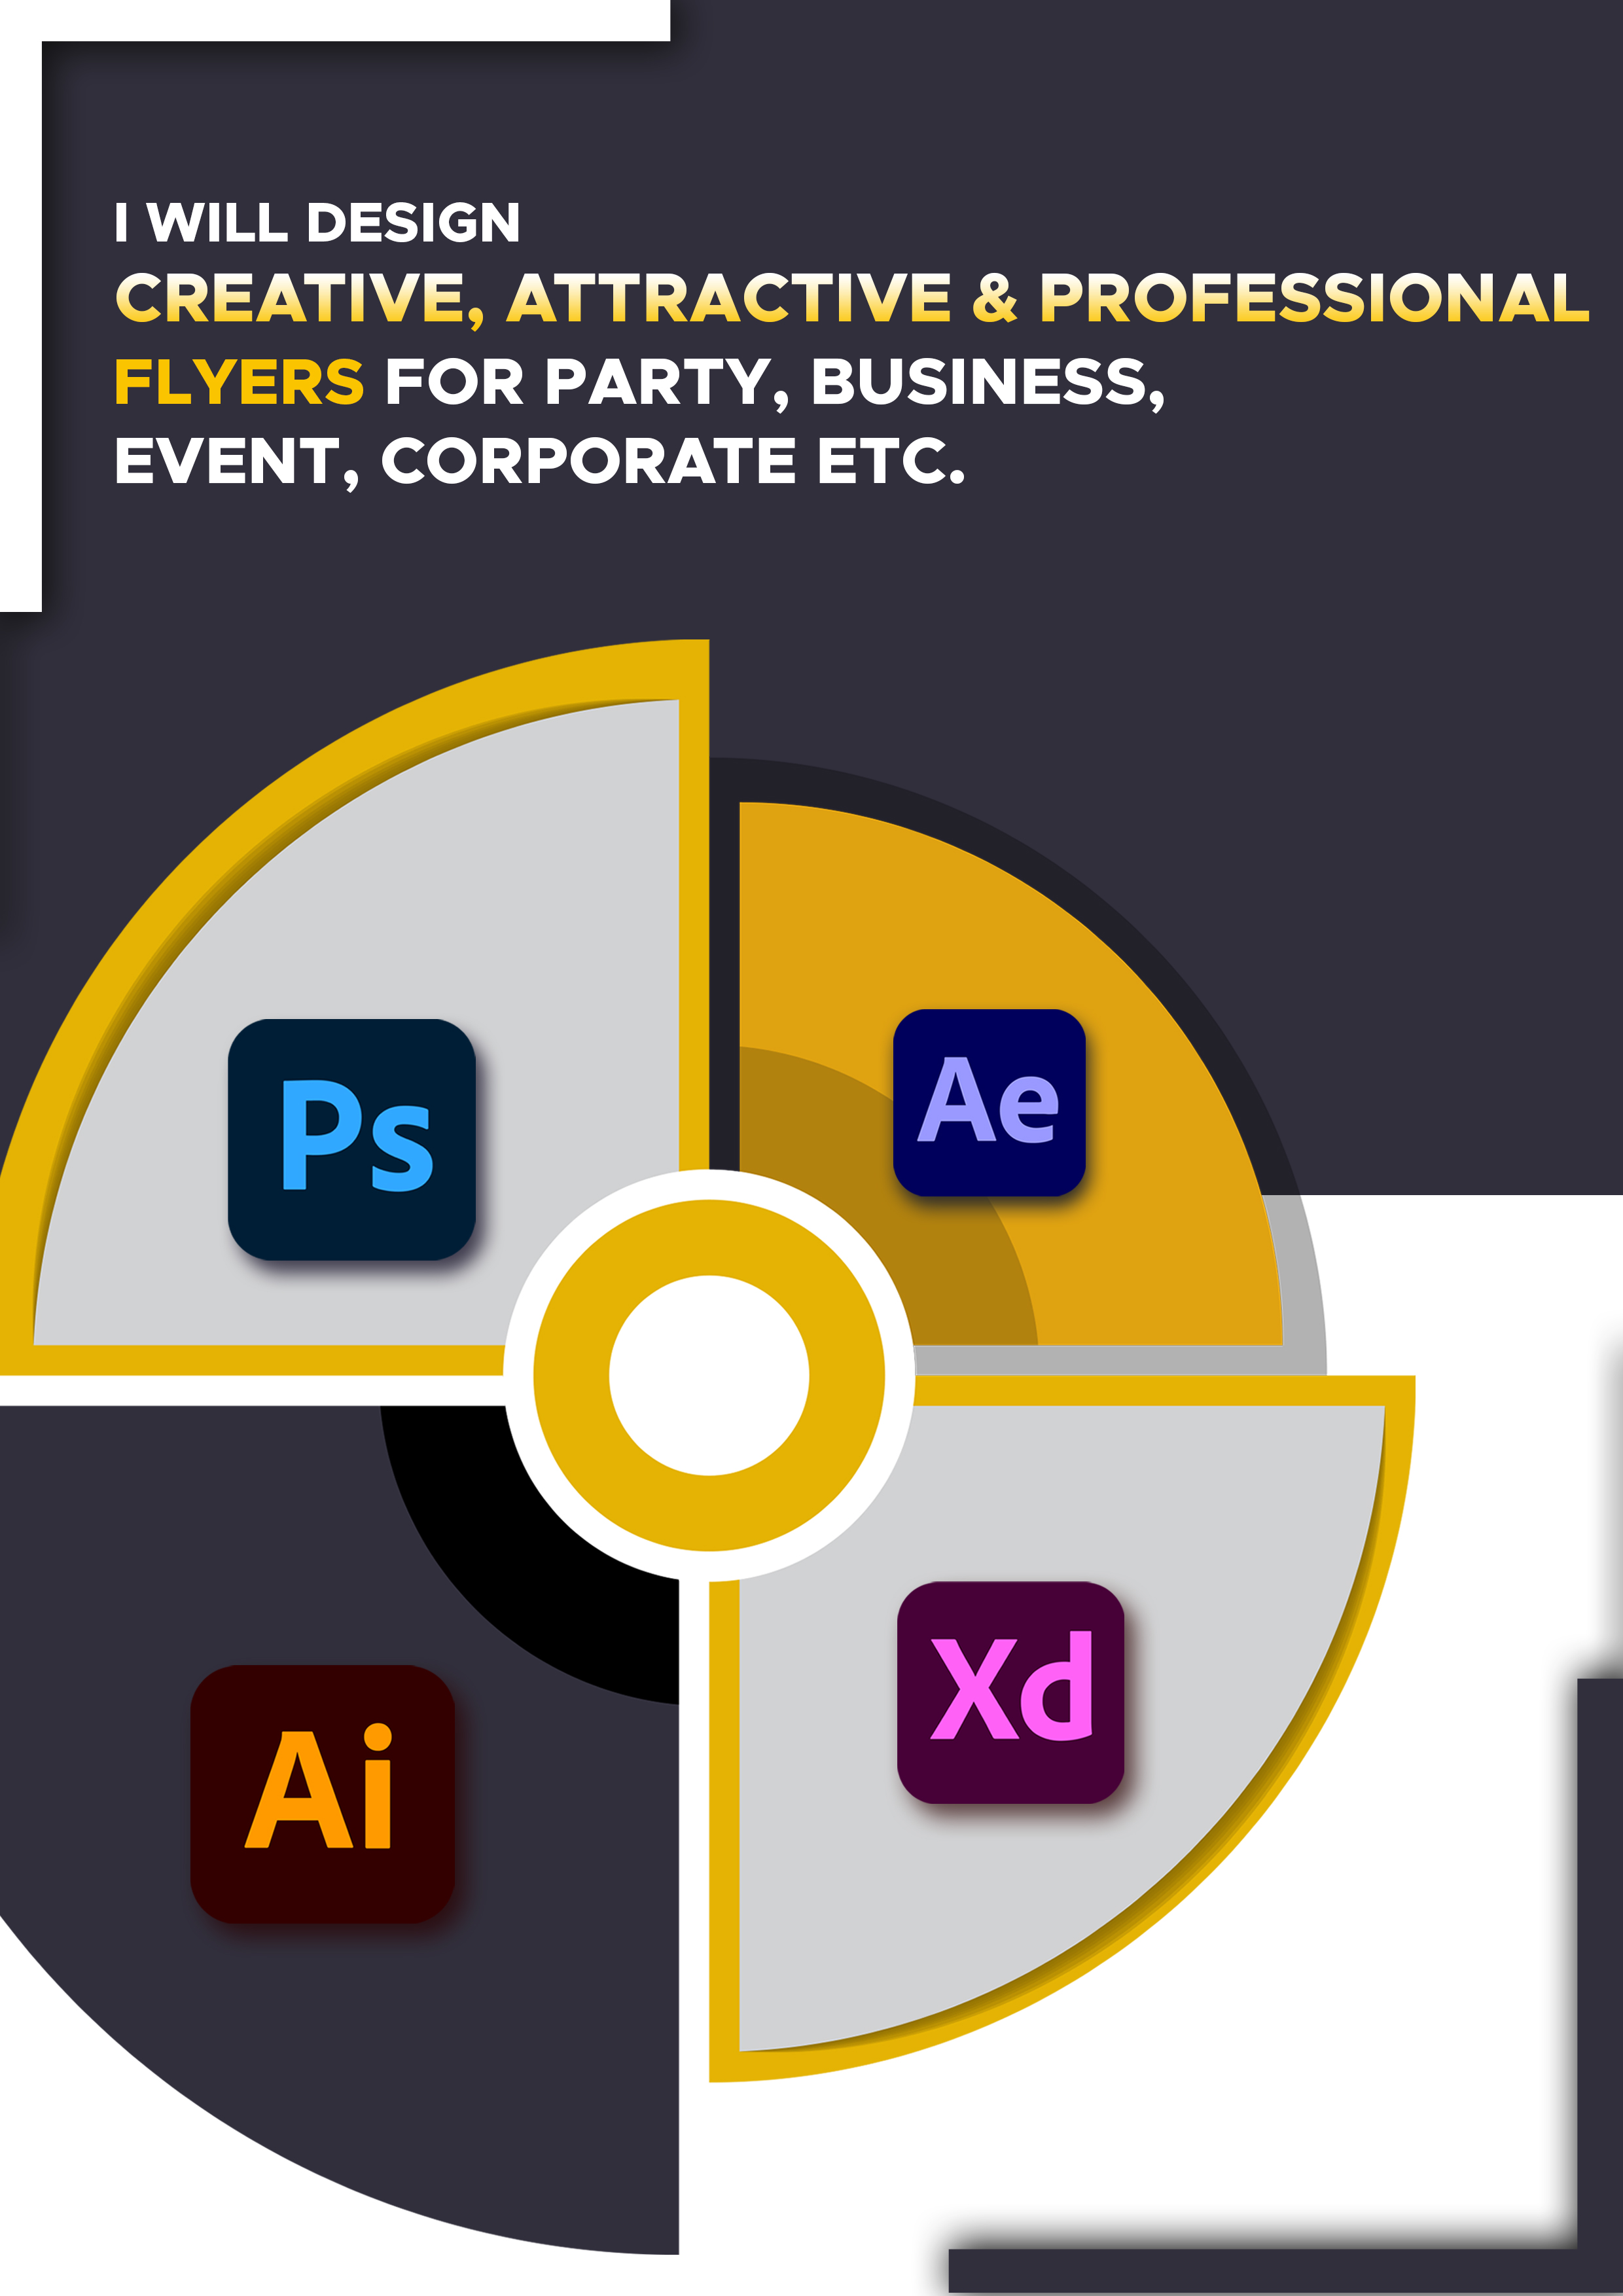 I WILL DESIGN
CREATIVE, ATTRACTIVE & PROFESSIONAL
FLYERS FOR PARTY, BUSINESS,
EVENT, CORPORATE ETC.
Ps
Ae
Ai
Xd